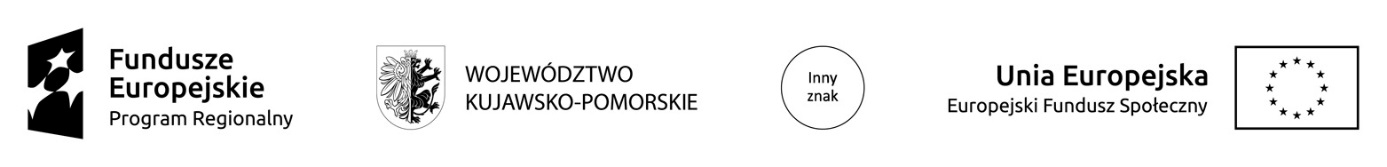 Fundusze
Europejskie
Program Regionalny
WOJEWÓDZTWO
KUJAWSKO-POMORSKIE
Inny
znak
Unia Europejska
Europejski Fundusz Społeczny